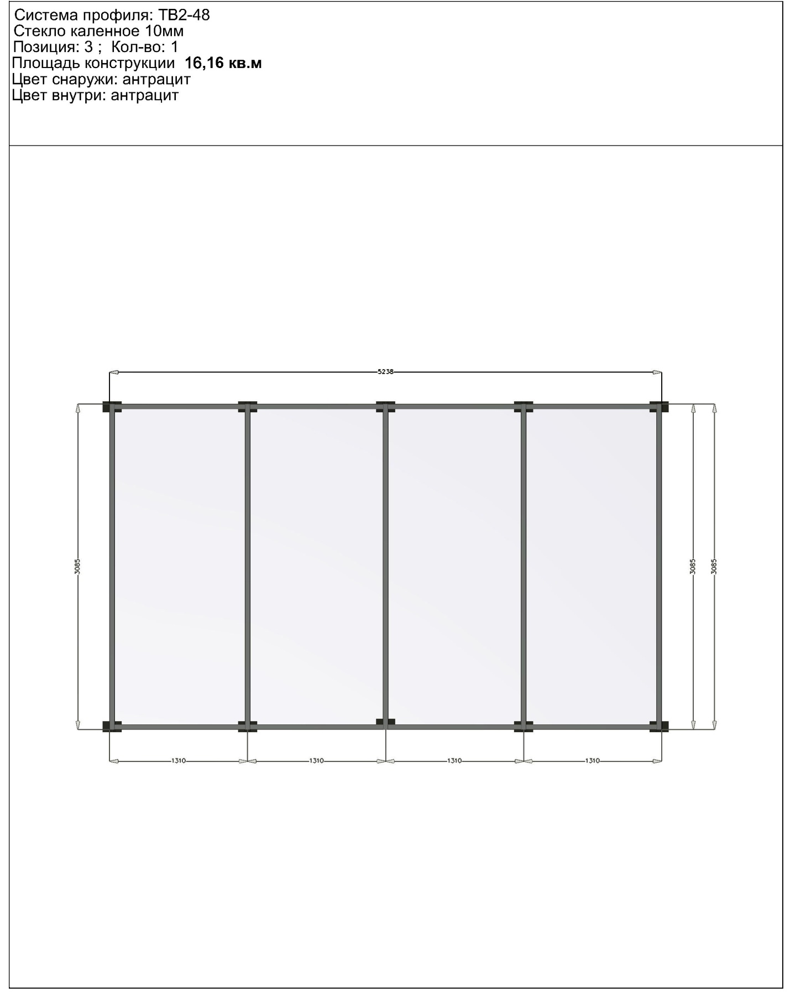 Система профиля: ТВ2-48
Стекло каленное 10мм
Позиция: 3 ; Кол-во: 1
Площадь конструкции 16,16 кв.м
Цвет снаружи: антрацит
Цвет внутри: антрацит
5238
3085
3085
3085
1310
1310
1310
1310